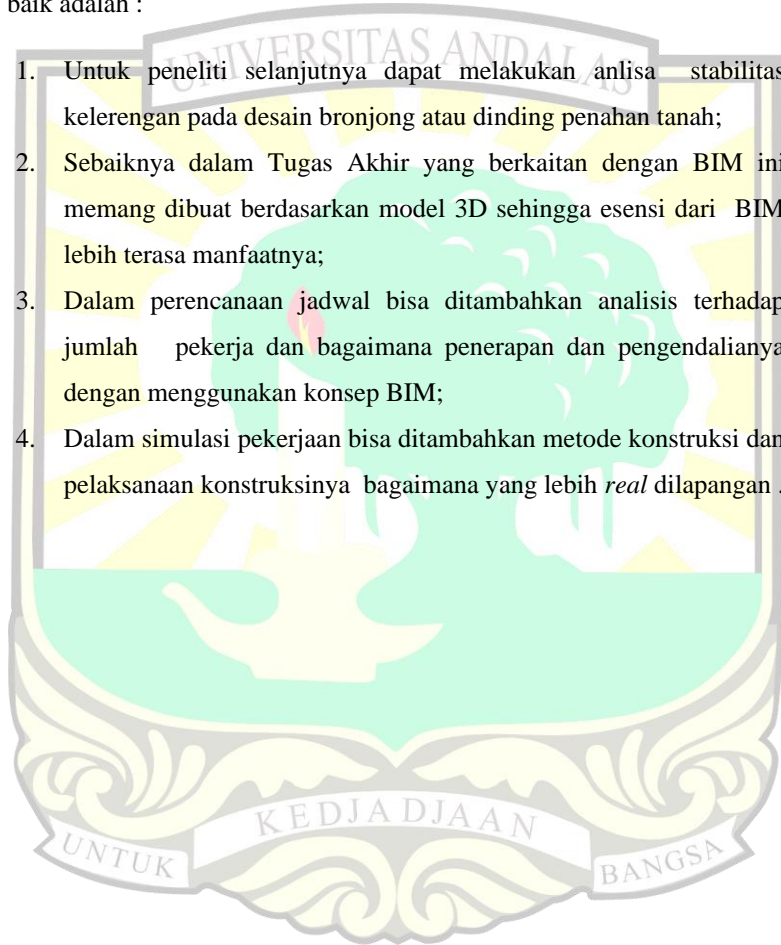 baik adalah :
UNIVERSITAS ANDALAS
1. Untuk peneliti selanjutnya dapat melakukan anlisa stabilitas
kelerengan pada desain bronjong atau dinding penahan tanah;
2. Sebaiknya dalam Tugas Akhir yang berkaitan dengan BIM ini
memang dibuat berdasarkan model 3D sehingga esensi dari BIM
lebih terasa manfaatnya;
3. Dalam perencanaan jadwal bisa ditambahkan analisis terhadap
jumlah pekerja dan bagaimana penerapan dan pengendalianya
dengan menggunakan konsep BIM;
4. Dalam simulasi pekerjaan bisa ditambahkan metode konstruksi dan
pelaksanaan konstruksinya bagaimana yang lebih real dilapangan .
UNTUK KEDJADJAAN BANGSA